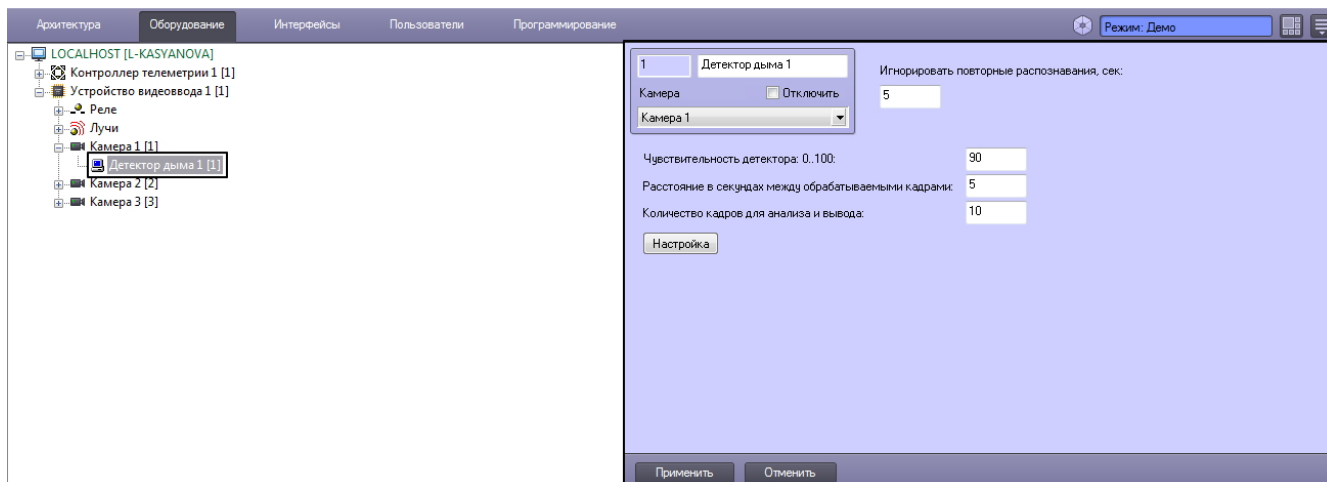 Архитектура Оборудование Интерфейсы Пользователи Программирование Режим: Демо
LOCALHOST [L-KASYANOVA]
Контроллер телеметрии 1 [1]
Устройство видеоввода 1 [1]
Реле
Лучи
Камера 1 [1]
Детектор дыма 1 [1]
Камера 2 [2]
Камера 3 [3]
1 Детектор дыма 1
Камера Отключить
Камера 1
Игнорировать повторные распознавания, сек:
5
Чувствительность детектора: 0..100: 90
Расстояние в секундах между обрабатываемыми кадрами: 5
Количество кадров для анализа и вывода: 10
Настройка
Применить Отменить